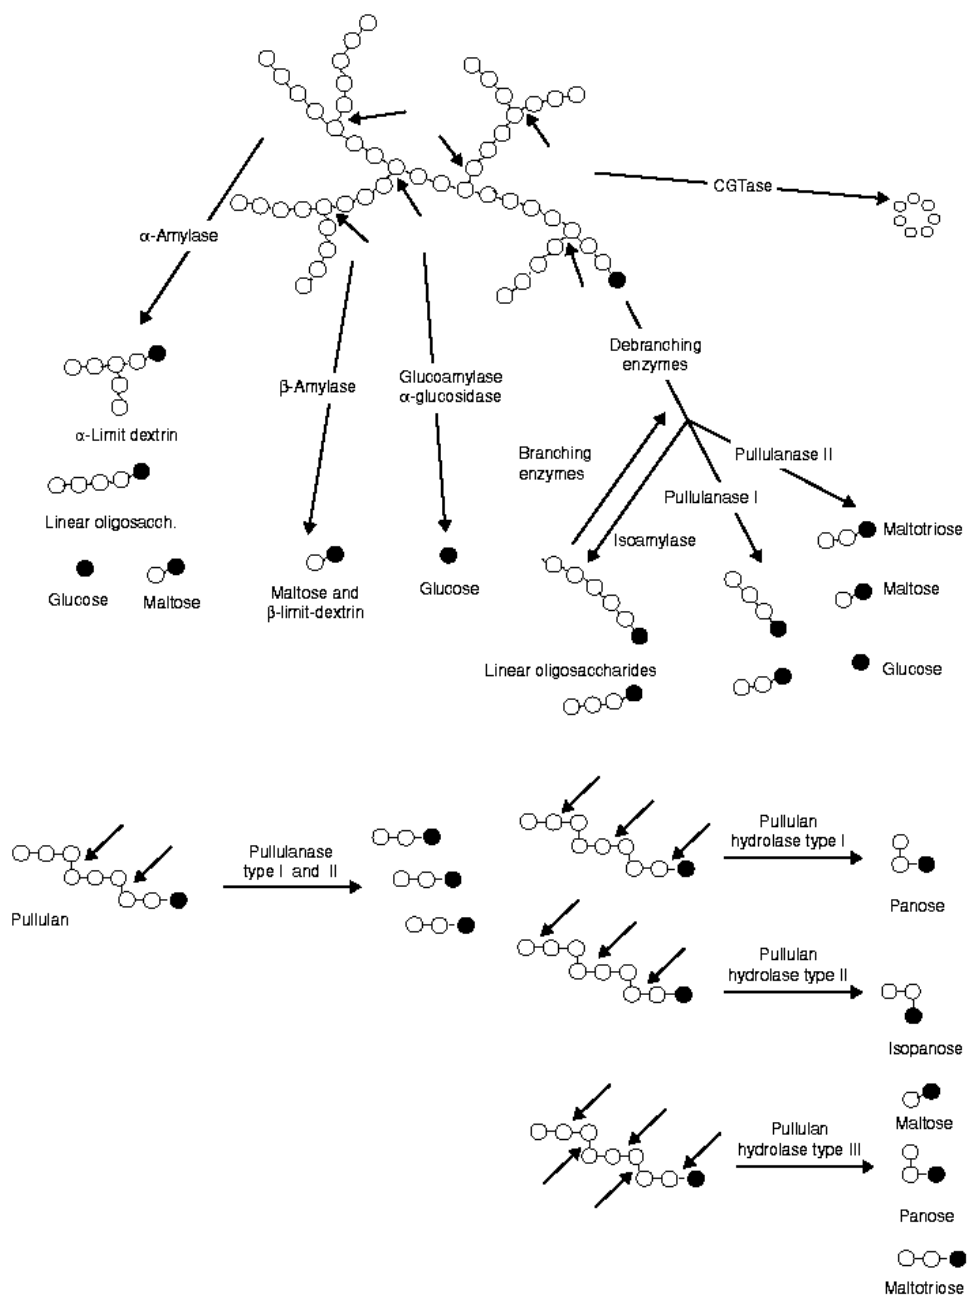 CGTase
α-Amylase
Debranching
enzymes
β-Amylase
Glucoamylase
α-glucosidase
α-Limit dextrin
Branching
enzymes
Pullulanase II
Pullulanase I
Linear oligosacch.
Isoamylase
Maltotriose
Glucose
Maltose
Maltose and
β-limit-dextrin
Glucose
Maltose
Linear oligosaccharides
Glucose
Pullulan
Pullulanase
type I and II
Pullulan
hydrolase type I
Panose
Pullulan
hydrolase type II
Isopanose
Maltose
Pullulan
hydrolase type III
Panose
Maltotriose